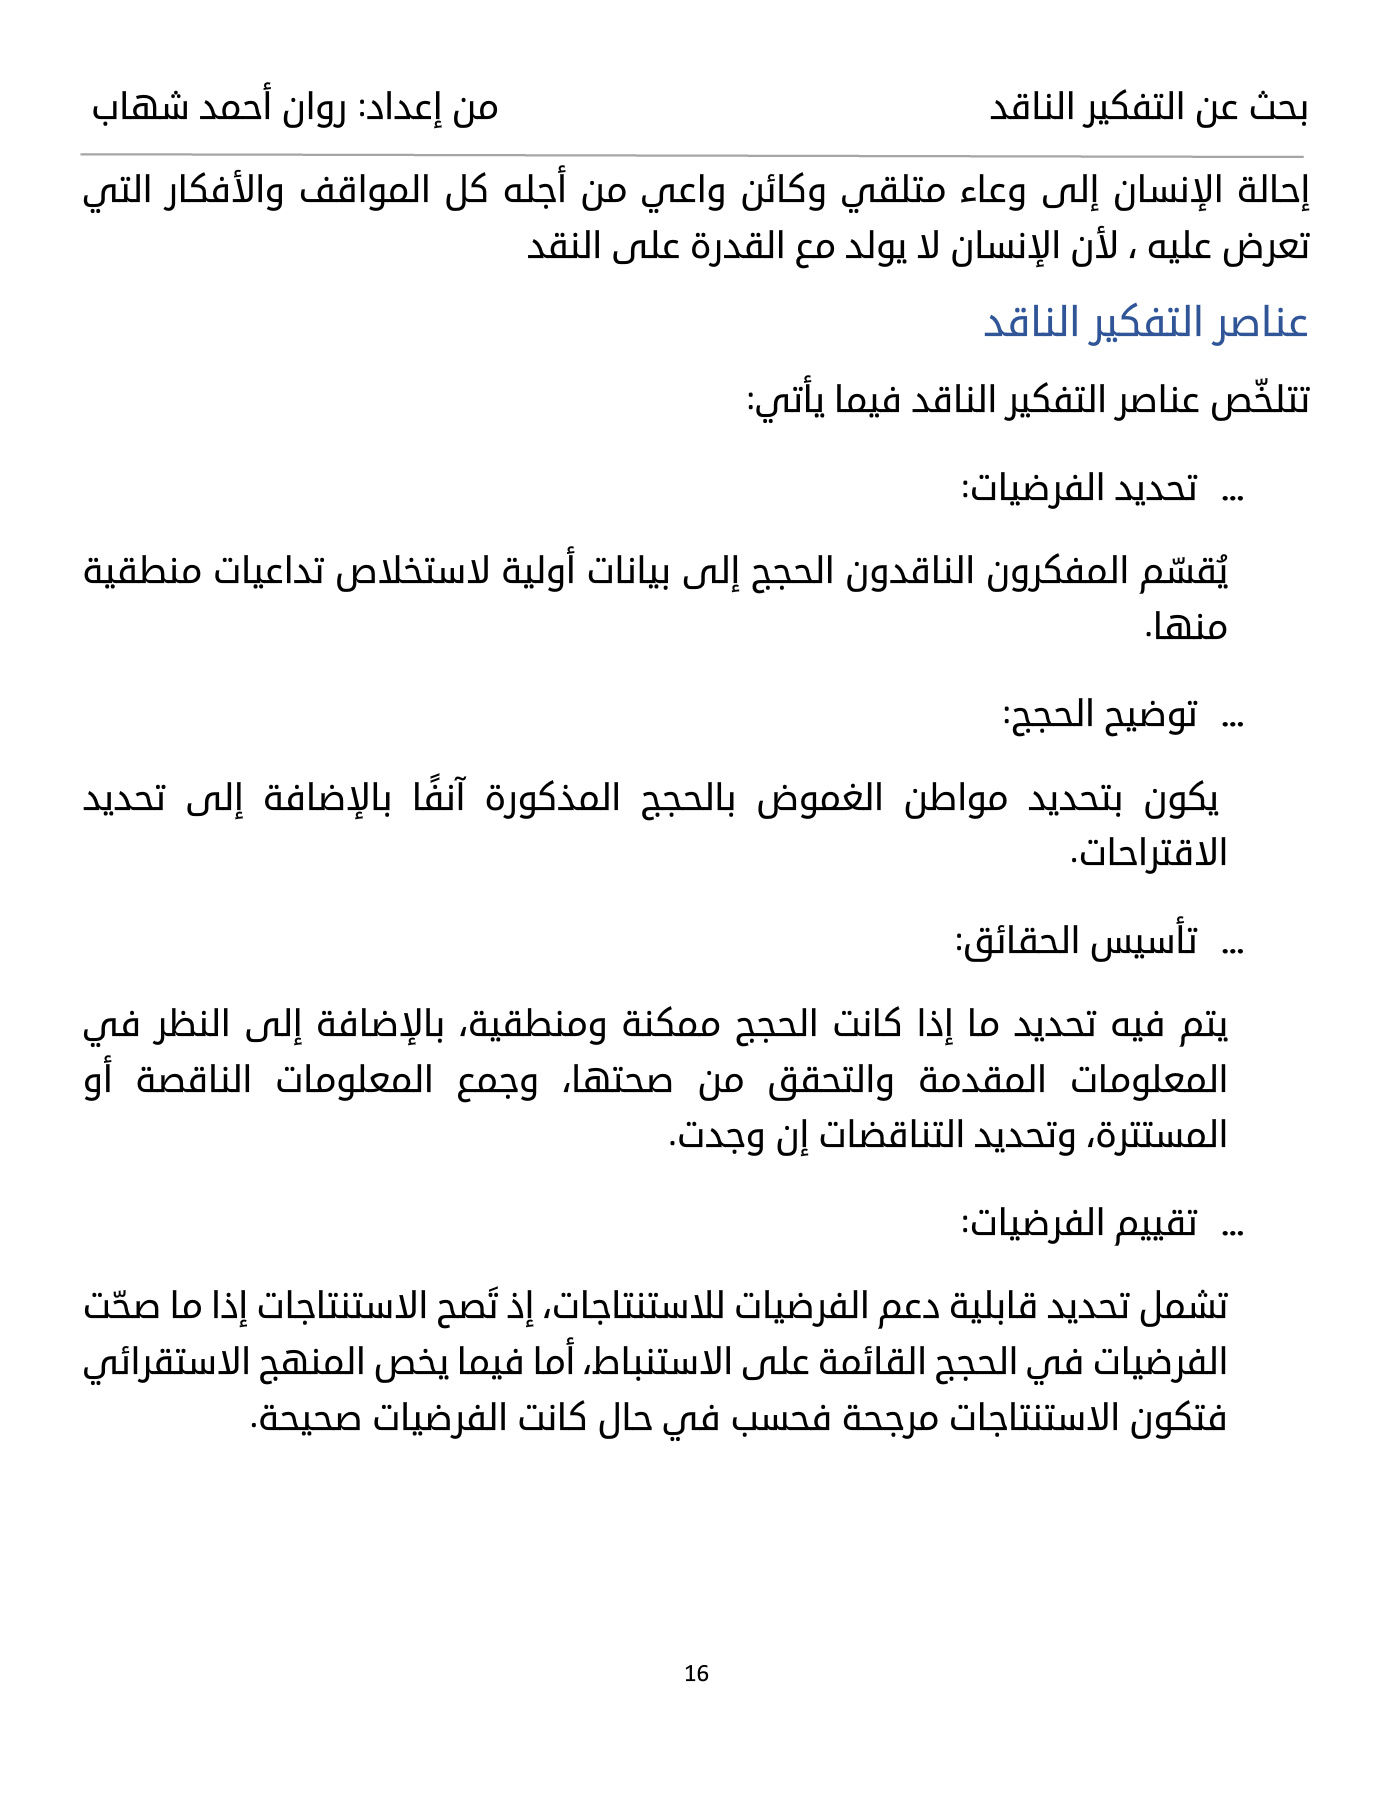 بحث عن التفكير الناقد من إعداد: روان أحمد شهاب
إحالة الإنسان إلى وعاء متلقي وكائن واعي من أجله كل المواقف والأفكار التي
تعرض عليه ، لأن الإنسان لا يولد مع القدرة على النقد
عناصر التفكير الناقد
تتلخّص عناصر التفكير الناقد فيما يأتي:
... تحديد الفرضيات:
يُقسّم المفكرون الناقدون الحجج إلى بيانات أولية لاستخلاص تداعيات منطقية
منها.
... توضيح الحجج:
يكون بتحديد مواطن الغموض بالحجج المذكورة آنفًا بالإضافة إلى تحديد
الاقتراحات.
... تأسيس الحقائق:
يتم فيه تحديد ما إذا كانت الحجج ممكنة ومنطقية، بالإضافة إلى النظر في
المعلومات المقدمة والتحقق من صحتها، وجمع المعلومات الناقصة أو
المستترة، وتحديد التناقضات إن وجدت.
... تقييم الفرضيات:
تشمل تحديد قابلية دعم الفرضيات للاستنتاجات، إذ تَصح الاستنتاجات إذا ما صحّت
الفرضيات في الحجج القائمة على الاستنباط، أما فيما يخص المنهج الاستقرائي
فتكون الاستنتاجات مرجحة فحسب في حال كانت الفرضيات صحيحة.
16